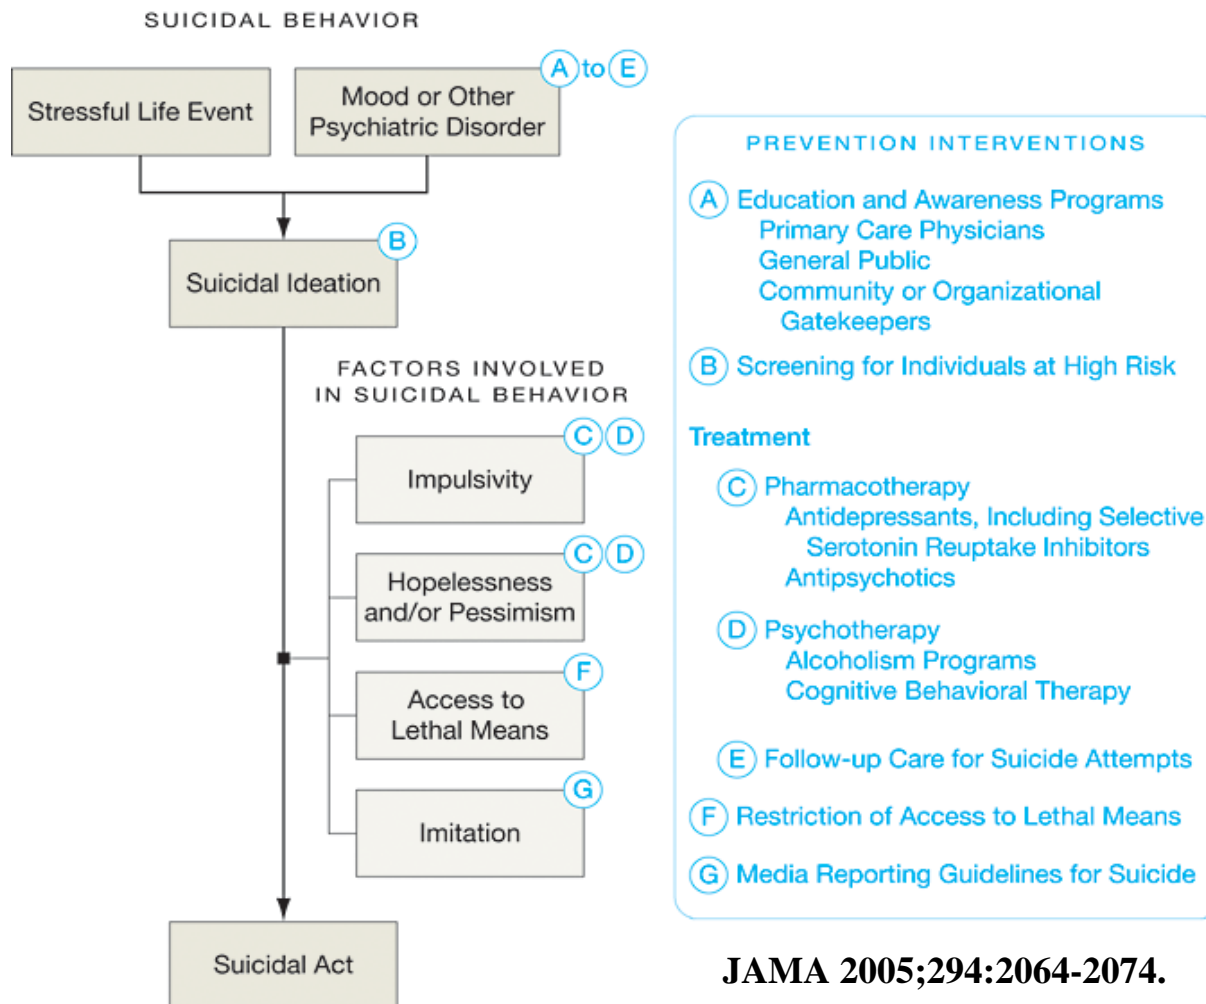 SUICIDAL BEHAVIOR
Stressful Life Event
Mood or Other
Psychiatric Disorder
A to E
Suicidal Ideation
B
FACTORS INVOLVED
IN SUICIDAL BEHAVIOR
Impulsivity
C D
Hopelessness
and/or Pessimism
C D
Access to
Lethal Means
F
Imitation
G
Suicidal Act
PREVENTION INTERVENTIONS
A Education and Awareness Programs
Primary Care Physicians
General Public
Community or Organizational
Gatekeepers
B Screening for Individuals at High Risk
Treatment
C Pharmacotherapy
Antidepressants, Including Selective
Serotonin Reuptake Inhibitors
Antipsychotics
D Psychotherapy
Alcoholism Programs
Cognitive Behavioral Therapy
E Follow-up Care for Suicide Attempts
F Restriction of Access to Lethal Means
G Media Reporting Guidelines for Suicide
JAMA 2005;294:2064-2074.